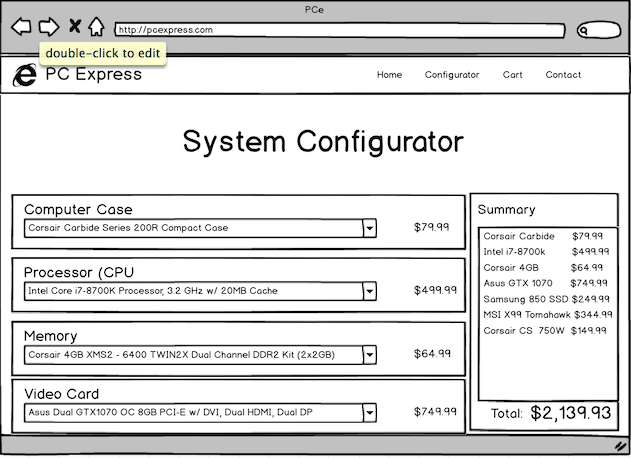 PCe
http://pcexpress.com
double-click to edit
PC Express
Home Configurator Cart Contact
System Configurator
Computer Case
Corsair Carbide Series 200R Compact Case $79.99
Processor (CPU
Intel Core i7-8700K Processor, 3.2 GHz w/ 20MB Cache $499.99
Memory
Corsair 4GB XMS2 - 6400 TWIN2X Dual Channel DDR2 Kit (2x2GB) $64.99
Video Card
Asus Dual GTX1070 OC 8GB PCI-E w/ DVI, Dual HDMI, Dual DP $749.99
Summary
Corsair Carbide $79.99
Intel i7-8700k $499.99
Corsair 4GB $64.99
Asus GTX 1070 $749.99
Samsung 850 SSD $249.99
MSI X99 Tomahawk $344.99
Corsair CS 750W $149.99
Total: $2,139.93